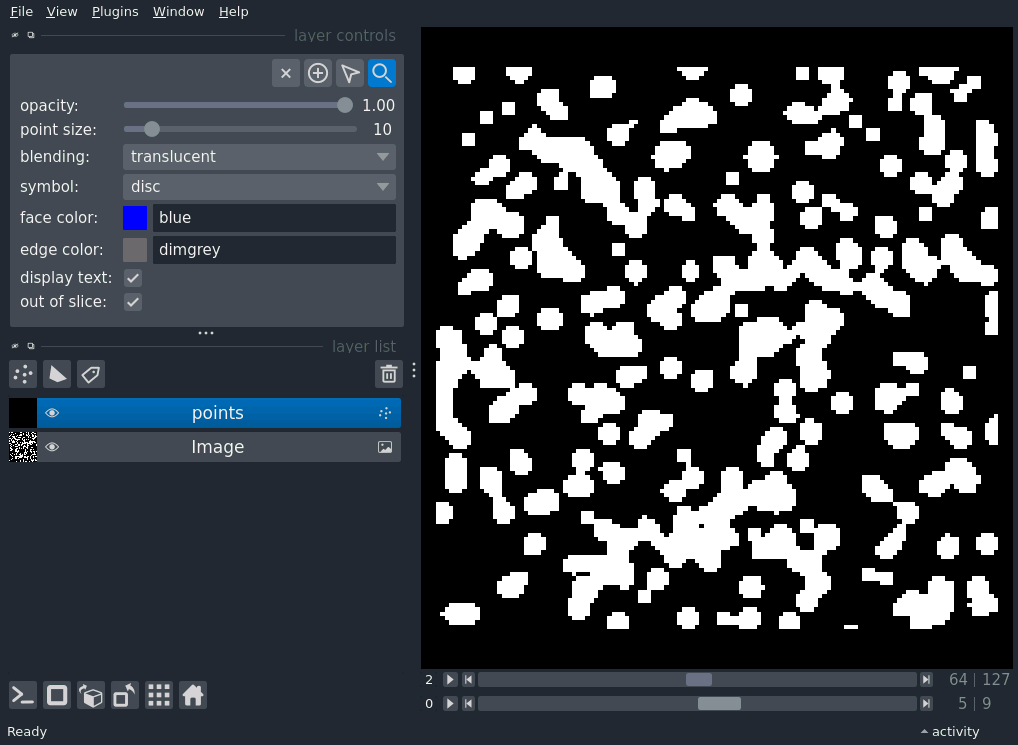 File View Plugins Window Help
layer controls
opacity: 1.00
point size: 10
blending: translucent
symbol: disc
face color: blue
edge color: dimgrey
display text:
out of slice:
layer list
points
Image
2 64 | 127
0 5 | 9
Ready activity